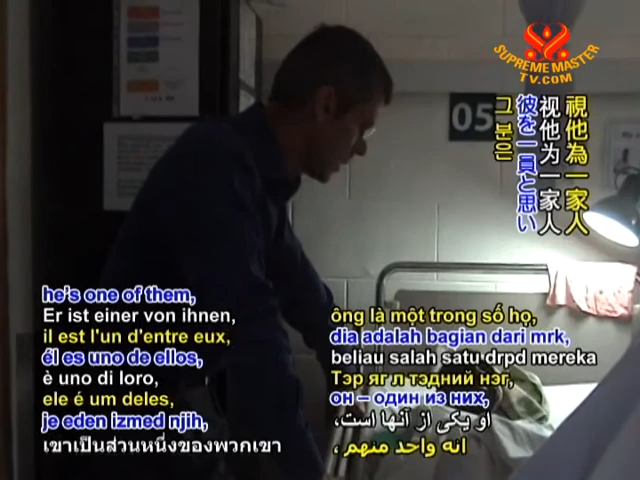 SUPREME MASTER
TV.COM
05
視他為一家人
视他为一家人
彼を一員と思い
그 분은
he's one of them,
Er ist einer von ihnen,
il est l'un d'entre eux,
él es uno de ellos,
è uno di loro,
ele é um deles,
je eden izmed njih,
เขาเป็นส่วนหนึ่งของพวกเขา
ông là một trong số họ,
dia adalah bagian dari mrk,
beliau salah satu drpd mereka
Тэр яг л тэдний нэг,
он – один из них,
او یکی از آنها است،
انه واحد منهم ،